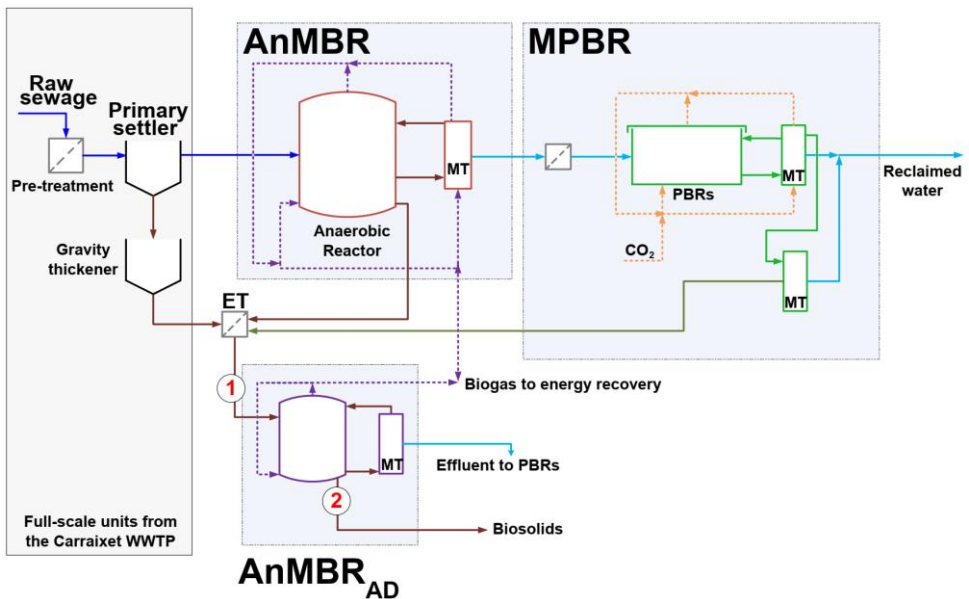 AnMBR
MPBR
Raw
sewage
Primary
settler
Pre-treatment
MT
Anaerobic
Reactor
PBRs
MT
Reclaimed
water
CO2
Gravity
thickener
MT
ET
1
Biogas to energy recovery
MT
Effluent to PBRs
2
Biosolids
Full-scale units from
the Carraixet WWTP
AnMBRAD